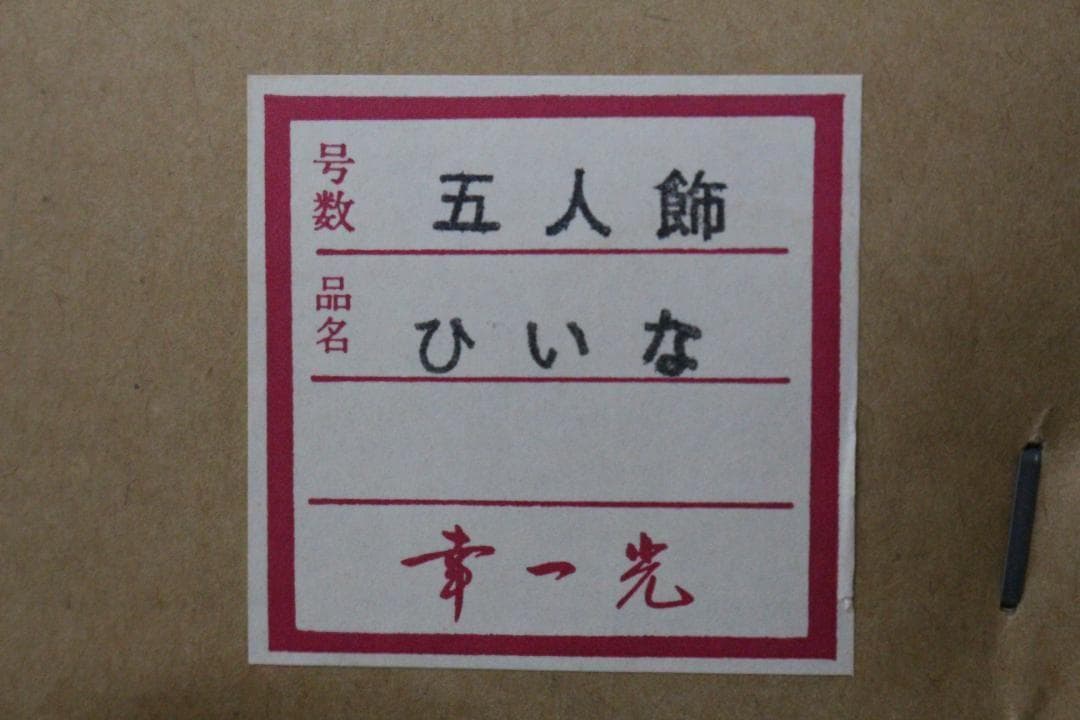 号数 五人飾
品名 ひいな
幸一光